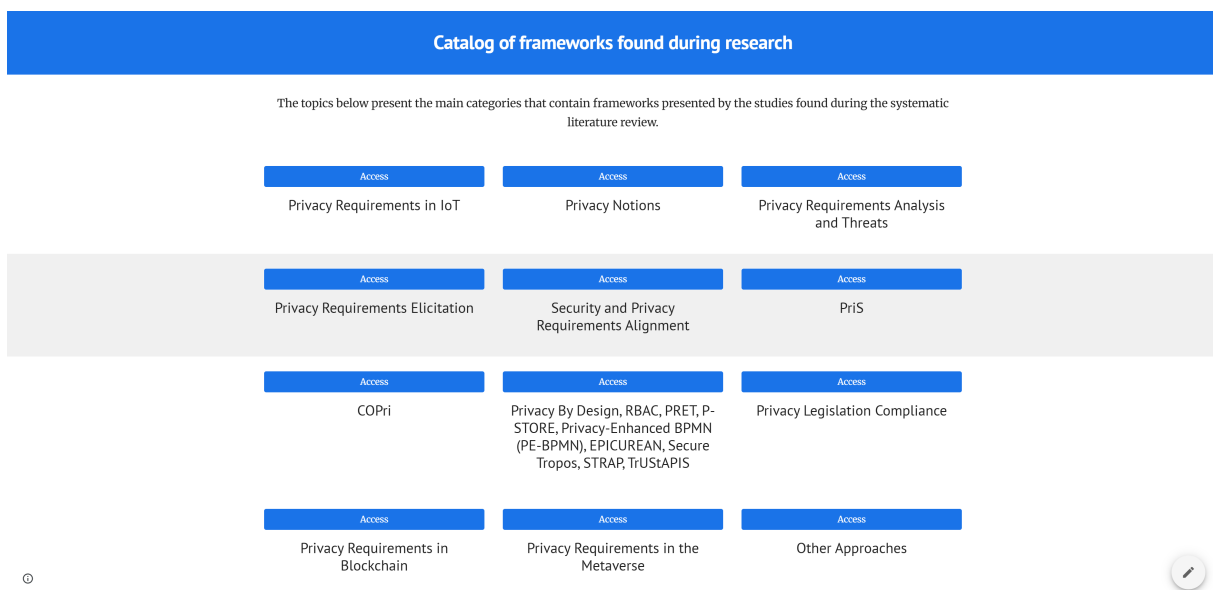 Catalog of frameworks found during research
The topics below present the main categories that contain frameworks presented by the studies found during the systematic
literature review.
Access
Access
Access
Privacy Requirements in IoT
Privacy Notions
Privacy Requirements Analysis
and Threats
Access
Access
Access
Privacy Requirements Elicitation
Security and Privacy
Requirements Alignment
PriS
Access
Access
Access
COPri
Privacy By Design, RBAC, PRET, P-
STORE, Privacy-Enhanced BPMN
(PE-BPMN), EPICUREAN, Secure
Tropos, STRAP, TrUStAPIS
Privacy Legislation Compliance
Access
Access
Access
Privacy Requirements in
Blockchain
Privacy Requirements in the
Metaverse
Other Approaches